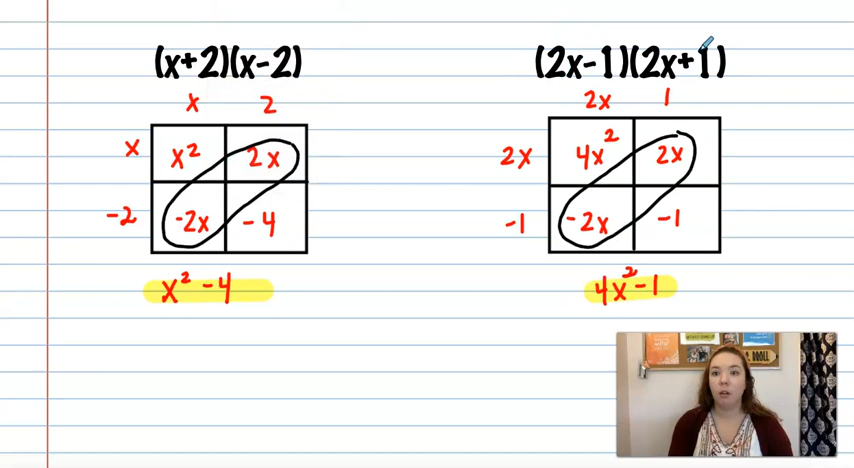 (x+2)(x-2)
x 2
x x² 2x
-2 -2x -4
x² -4
(2x-1)(2x+1)
2x 1
2x 4x² 2x
-1 -2x -1
4x² -1